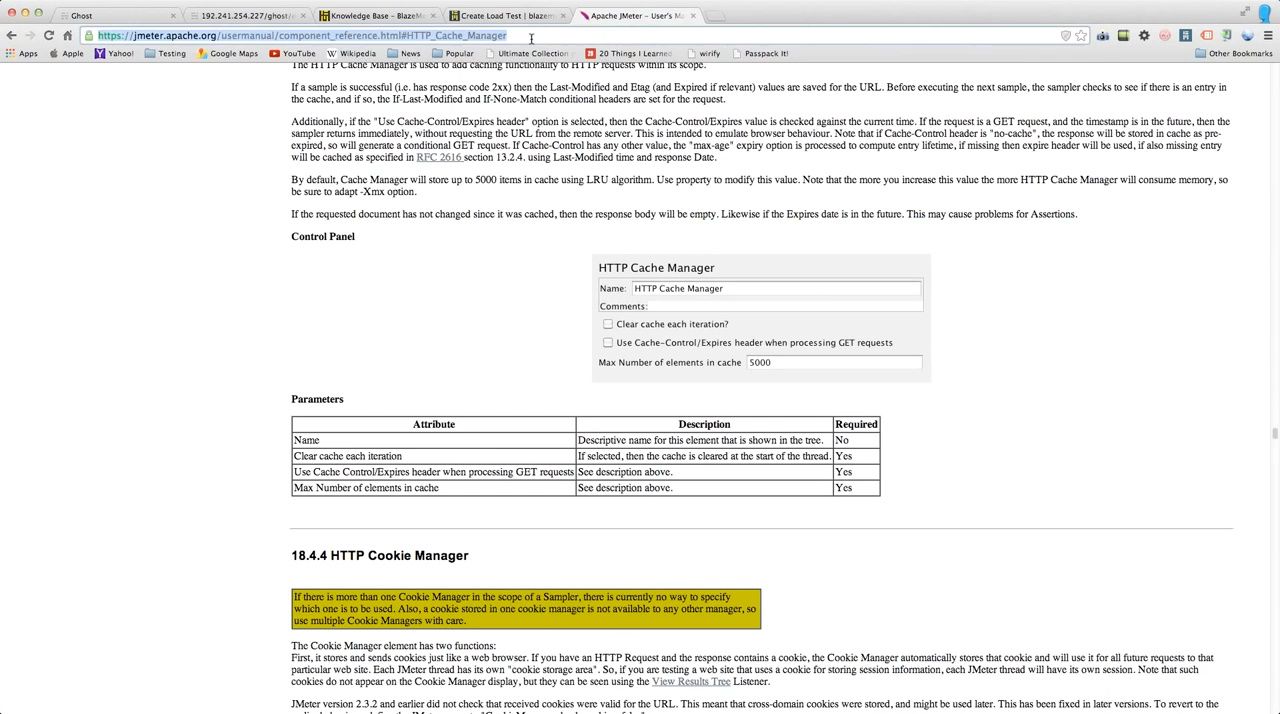 Ghost
192.241.254.227/ghost/
Knowledge Base - BlazeM
Create Load Test | blazem
Apache JMeter - User's Ma
https://jmeter.apache.org/usermanual/component_reference.html#HTTP_Cache_Manager
Apps Apple Yahoo! Testing Google Maps YouTube Wikipedia News Popular Ultimate Collection 20 Things I Learned wirify Passpack It! Other Bookmarks
The HTTP Cache Manager is used to add caching functionality to HTTP requests within its scope.
If a sample is successful (i.e. has response code 2xx) then the Last-Modified and Etag (and Expired if relevant) values are saved for the URL. Before executing the next sample, the sampler checks to see if there is an entry
in the cache, and if so, the If-Last-Modified and If-None-Match conditional headers are set for the request.
Additionally, if the "Use Cache-Control/Expires header" option is selected, then the Cache-Control/Expires value is checked against the current time. If the request is a GET request, and the timestamp is in the future, then the
sampler returns immediately, without requesting the URL from the remote server. This is intended to emulate browser behaviour. Note that if Cache-Control header is "no-cache", the response will be stored in cache as pre-
expired, so will generate a conditional GET request. If Cache-Control has any other value, the "max-age" expiry option is processed to compute entry lifetime, if missing then expire header will be used, if also missing entry
will be cached as specified in RFC 2616 section 13.2.4. using Last-Modified time and response Date.
By default, Cache Manager will store up to 5000 items in cache using LRU algorithm. Use property to modify this value. Note that the more you increase this value the more HTTP Cache Manager will consume memory, so
be sure to adapt -Xmx option.
If the requested document has not changed since it was cached, then the response body will be empty. Likewise if the Expires date is in the future. This may cause problems for Assertions.
Control Panel
HTTP Cache Manager
Name: HTTP Cache Manager
Comments:
Clear cache each iteration?
Use Cache-Control/Expires header when processing GET requests
Max Number of elements in cache 5000
Parameters
Attribute Description Required
Name Descriptive name for this element that is shown in the tree. No
Clear cache each iteration If selected, then the cache is cleared at the start of the thread. Yes
Use Cache Control/Expires header when processing GET requests See description above. Yes
Max Number of elements in cache See description above. Yes
18.4.4 HTTP Cookie Manager
If there is more than one Cookie Manager in the scope of a Sampler, there is currently no way to specify
which one is to be used. Also, a cookie stored in one cookie manager is not available to any other manager, so
use multiple Cookie Managers with care.
The Cookie Manager element has two functions:
First, it stores and sends cookies just like a web browser. If you have an HTTP Request and the response contains a cookie, the Cookie Manager automatically stores that cookie and will use it for all future requests to that
particular web site. Each JMeter thread has its own "cookie storage area". So, if you are testing a web site that uses a cookie for storing session information, each JMeter thread will have its own session. Note that such
cookies do not appear on the Cookie Manager display, but they can be seen using the View Results Tree Listener.
JMeter version 2.3.2 and earlier did not check that received cookies were valid for the URL. This meant that cross-domain cookies were stored, and might be used later. This has been fixed in later versions. To revert to the